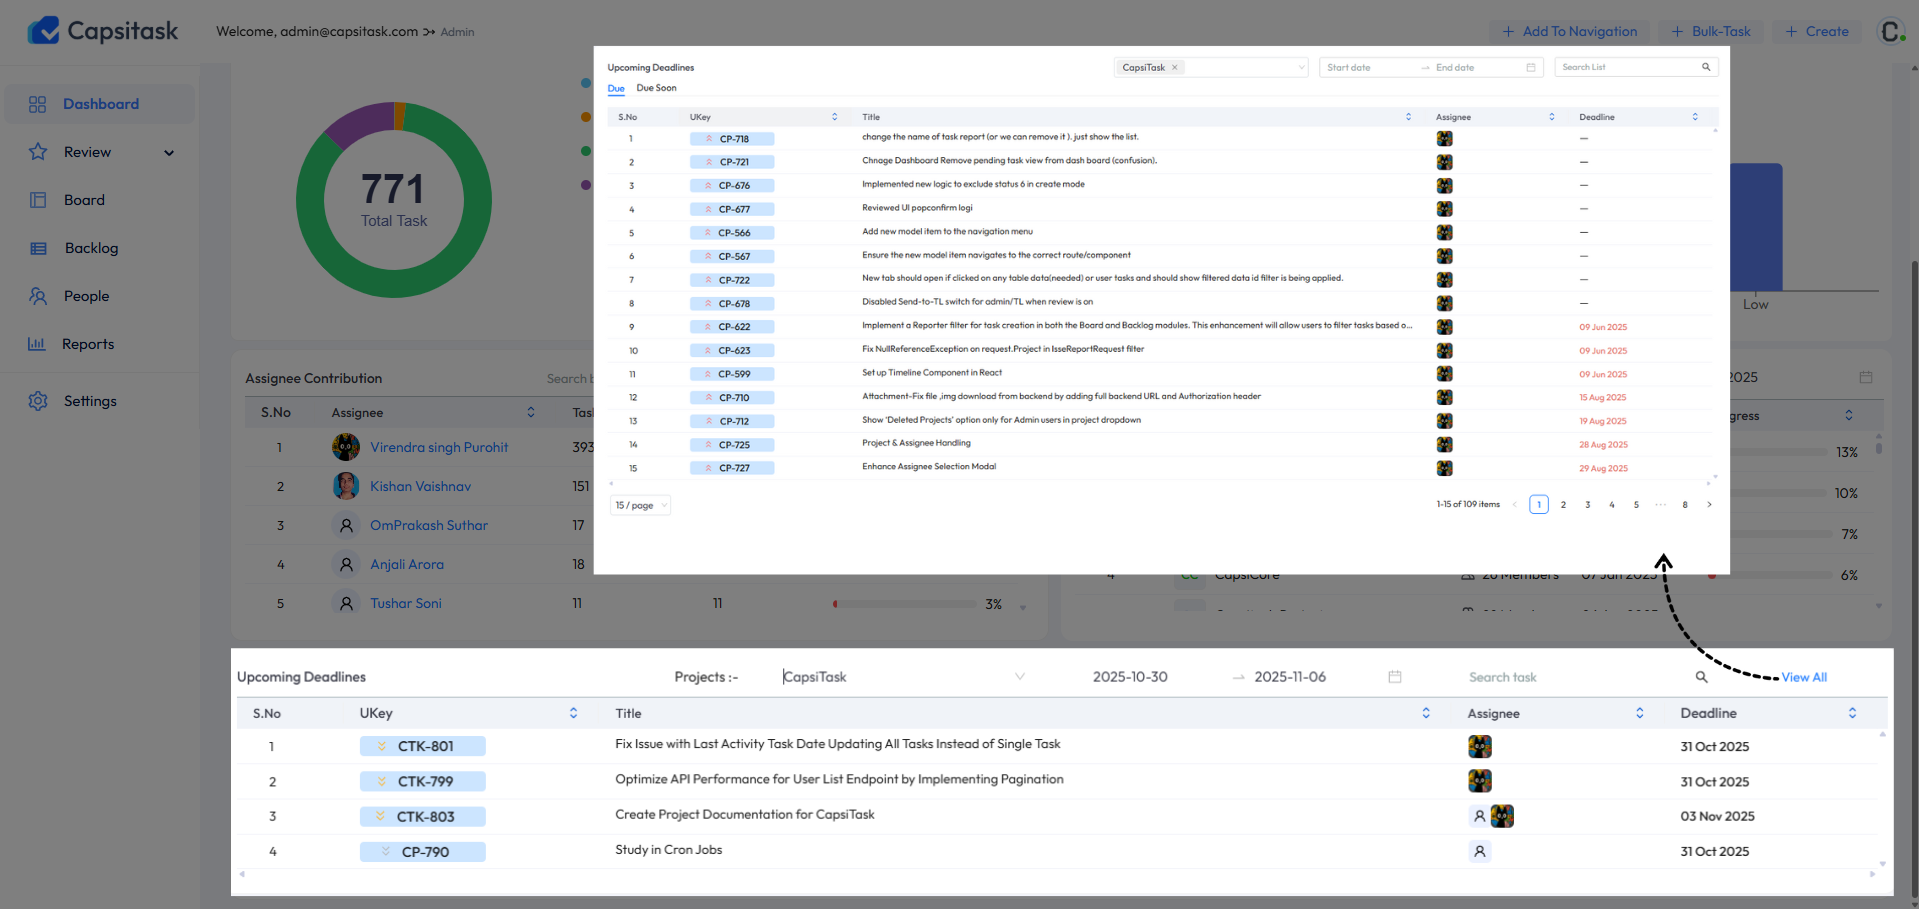 Capsitask
Welcome, admin@capsitask.com >> Admin
+ Add To Navigation
+ Bulk-Task
+ Create
Dashboard
Review
Board
Backlog
People
Reports
Settings
771
Total Task
Low
Upcoming Deadlines
CapsiTask ×
Start date → End date
Search List
Due Due Soon
S.No UKey Title Assignee Deadline
1 CP-718 change the name of task report (or we can remove it ). just show the list. —
2 CP-721 Chnage Dashboard Remove pending task view from dash board (confusion). —
3 CP-676 Implemented new logic to exclude status 6 in create mode —
4 CP-677 Reviewed UI popconfirm logi —
5 CP-566 Add new model item to the navigation menu —
6 CP-567 Ensure the new model item navigates to the correct route/component —
7 CP-722 New tab should open if clicked on any table data(needed) or user tasks and should show filtered data id filter is being applied. —
8 CP-678 Disabled Send-to-TL switch for admin/TL when review is on —
9 CP-622 Implement a Reporter filter for task creation in both the Board and Backlog modules. This enhancement will allow users to filter tasks based o... 09 Jun 2025
10 CP-623 Fix NullReferenceException on request.Project in IsseReportRequest filter 09 Jun 2025
11 CP-599 Set up Timeline Component in React 09 Jun 2025
12 CP-710 Attachment-Fix file ,img download from backend by adding full backend URL and Authorization header 15 Aug 2025
13 CP-712 Show 'Deleted Projects' option only for Admin users in project dropdown 19 Aug 2025
14 CP-725 Project & Assignee Handling 28 Aug 2025
15 CP-727 Enhance Assignee Selection Modal 29 Aug 2025
15 / page
1-15 of 109 items < 1 2 3 4 5 ··· 8 >
Assignee Contribution
Search
S.No Assignee
1 Virendra singh Purohit 393
2 Kishan Vaishnav 151
3 OmPrakash Suthar 17
4 Anjali Arora 18
5 Tushar Soni 11 11 3%
2025
gress
13%
10%
7%
4 CC CapsiCore 26 Members 07 Jan 2025 6%
Upcoming Deadlines
Projects :- CapsiTask
2025-10-30 → 2025-11-06
Search task
View All
S.No UKey Title Assignee Deadline
1 CTK-801 Fix Issue with Last Activity Task Date Updating All Tasks Instead of Single Task 31 Oct 2025
2 CTK-799 Optimize API Performance for User List Endpoint by Implementing Pagination 31 Oct 2025
3 CTK-803 Create Project Documentation for CapsiTask 03 Nov 2025
4 CP-790 Study in Cron Jobs 31 Oct 2025